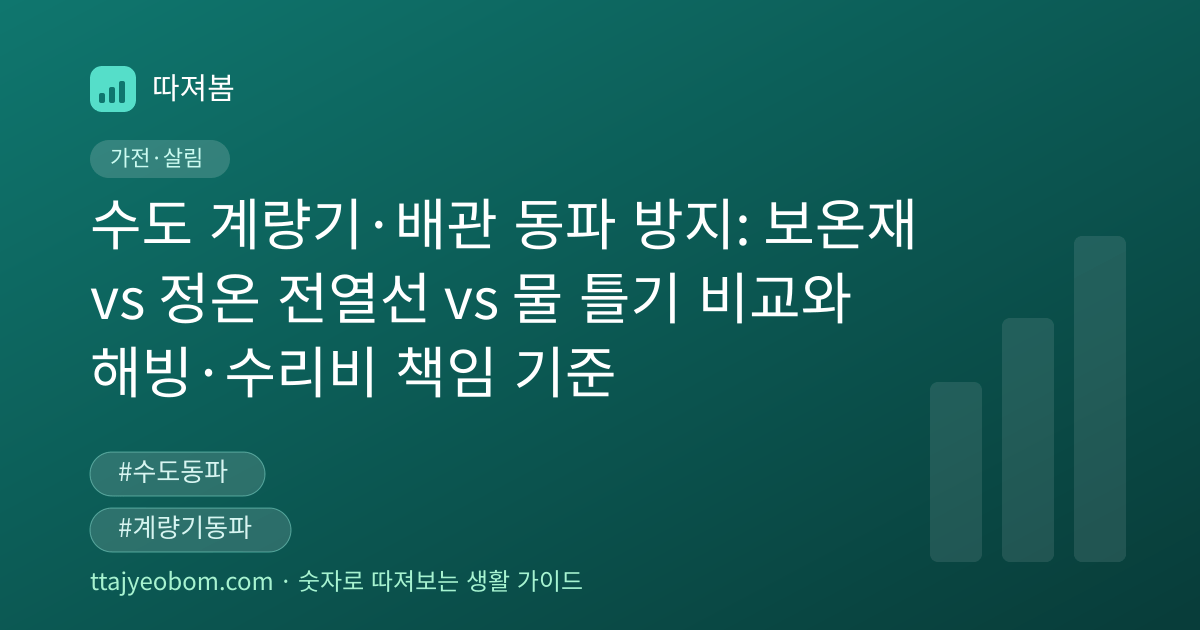 따져봄
가전·살림
수도 계량기·배관 동파 방지: 보온재
vs 정온 전열선 vs 물 틀기 비교와
해빙·수리비 책임 기준
#수도동파
#계량기동파
ttajyeobom.com · 숫자로 따져보는 생활 가이드